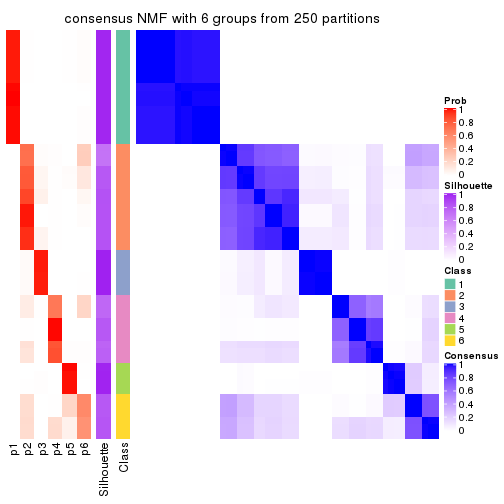 consensus NMF with 6 groups from 250 partitions
Prob
1
0.8
0.6
0.4
0.2
0
Silhouette
1
0.8
0.6
0.4
0.2
0
Class
1
2
3
4
5
6
Consensus
1
0.8
0.6
0.4
0.2
0
p1
p2
p3
p4
p5
p6
Silhouette
Class